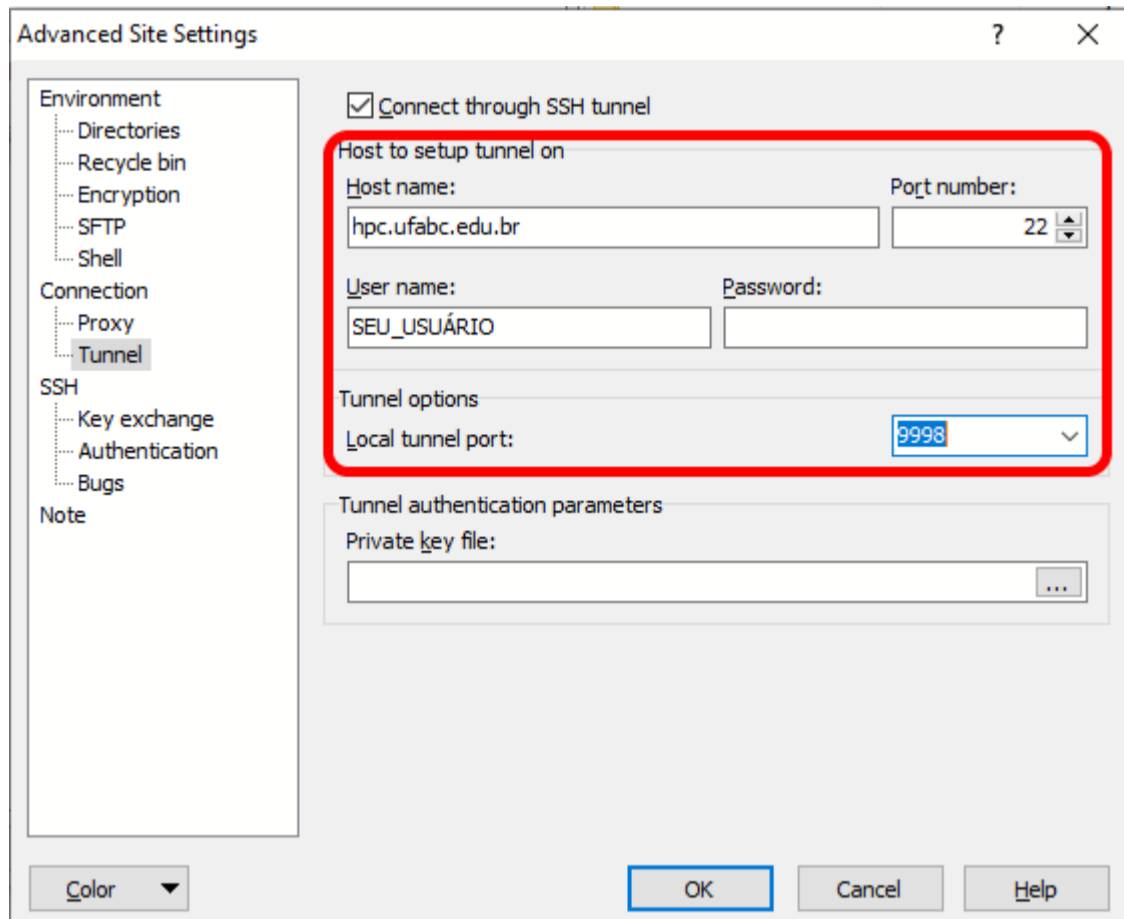 Advanced Site Settings ? ×
Environment
Directories
Recycle bin
Encryption
SFTP
Shell
Connection
Proxy
Tunnel
SSH
Key exchange
Authentication
Bugs
Note
Connect through SSH tunnel
Host to setup tunnel on
Host name: Port number:
hpc.ufabc.edu.br 22
User name: Password:
SEU_USUÁRIO
Tunnel options
Local tunnel port: 9998
Tunnel authentication parameters
Private key file:
...
Color OK Cancel Help